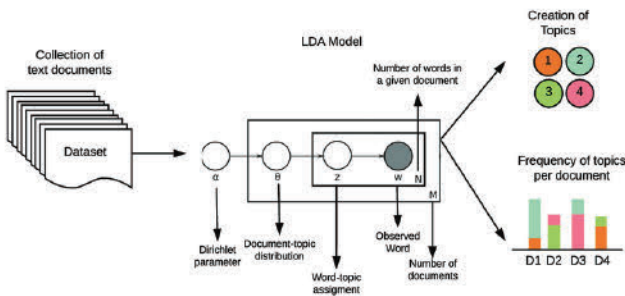 Collection of
text documents
Dataset
LDA Model
Number of words in
a given document
α
θ
z
w
N
M
Dirichlet
parameter
Document-topic
distribution
Word-topic
assigment
Observed
Word
Number of
documents
Creation of
Topics
1 2
3 4
Frequency of topics
per document
D1 D2 D3 D4